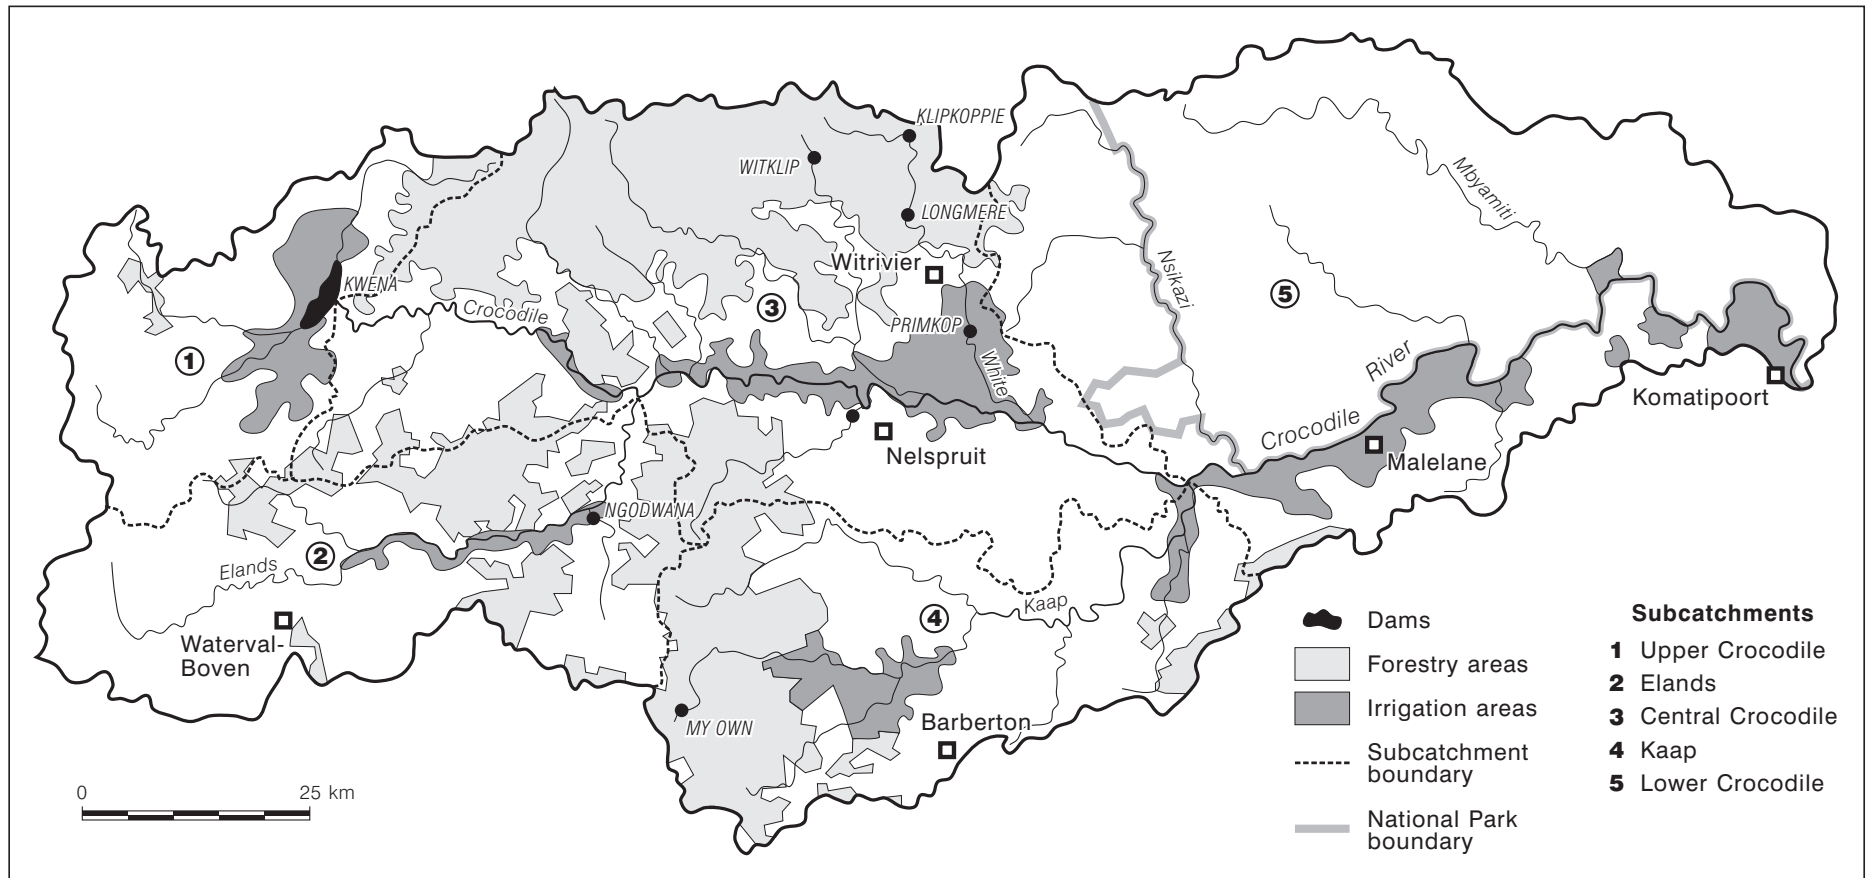 KLIPKOPPIE
WITKLIP
LONGMERE
Mbyamiti
Witrivier
KWENA
Nsikazi
Crocodile
3
5
PRIMKOP
1
White
River
Komatipoort
Crocodile
Nelspruit
Malelane
NGODWANA
2
Elands
Kaap
4
Waterval-
Boven
MY OWN
Barberton
0 25 km
Dams
Forestry areas
Irrigation areas
Subcatchment
boundary
National Park
boundary
Subcatchments
1 Upper Crocodile
2 Elands
3 Central Crocodile
4 Kaap
5 Lower Crocodile